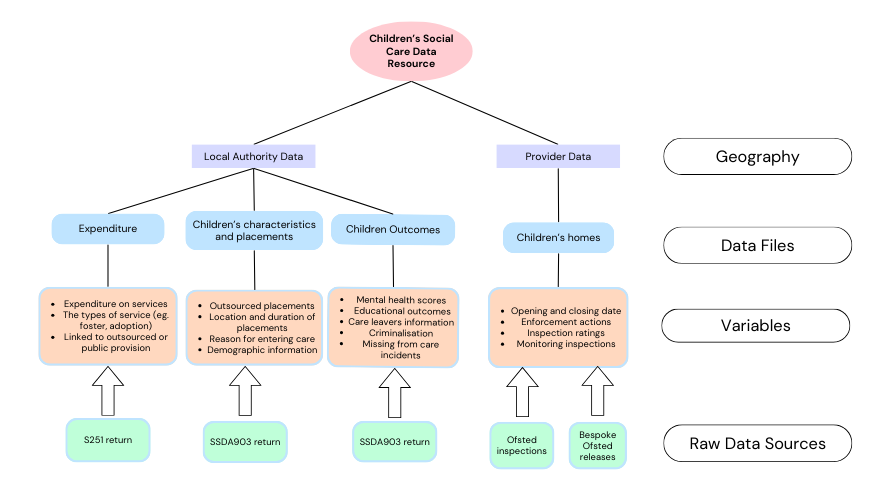 Children's Social
Care Data
Resource
Local Authority Data
Provider Data
Geography
Expenditure
Children's characteristics
and placements
Children Outcomes
Children's homes
Data Files
Expenditure on services
The types of service (eg.
foster, adoption)
Linked to outsourced or
public provision
Outsourced placements
Location and duration of
placements
Reason for entering care
Demographic information
Mental health scores
Educational outcomes
Care leavers information
Criminalisation
Missing from care
incidents
Opening and closing date
Enforcement actions
Inspection ratings
Monitoring inspections
Variables
S251 return
SSDA903 return
SSDA903 return
Ofsted
inspections
Bespoke
Ofsted
releases
Raw Data Sources